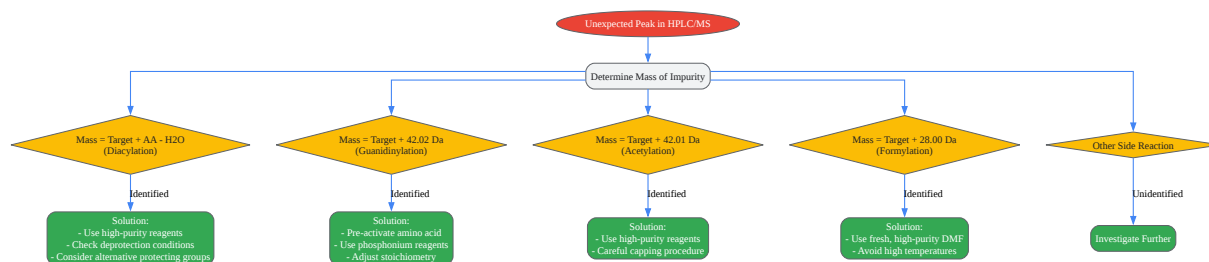 Unexpected Peak in HPLC/MS
Determine Mass of Impurity
Mass = Target + AA - H2O
(Diacylation)
Mass = Target + 42.02 Da
(Guanidinylation)
Mass = Target + 42.01 Da
(Acetylation)
Mass = Target + 28.00 Da
(Formylation)
Other Side Reaction
Identified
Identified
Identified
Identified
Unidentified
Solution:
- Use high-purity reagents
- Check deprotection conditions
- Consider alternative protecting groups
Solution:
- Pre-activate amino acid
- Use phosphonium reagents
- Adjust stoichiometry
Solution:
- Use high-purity reagents
- Careful capping procedure
Solution:
- Use fresh, high-purity DMF
- Avoid high temperatures
Investigate Further